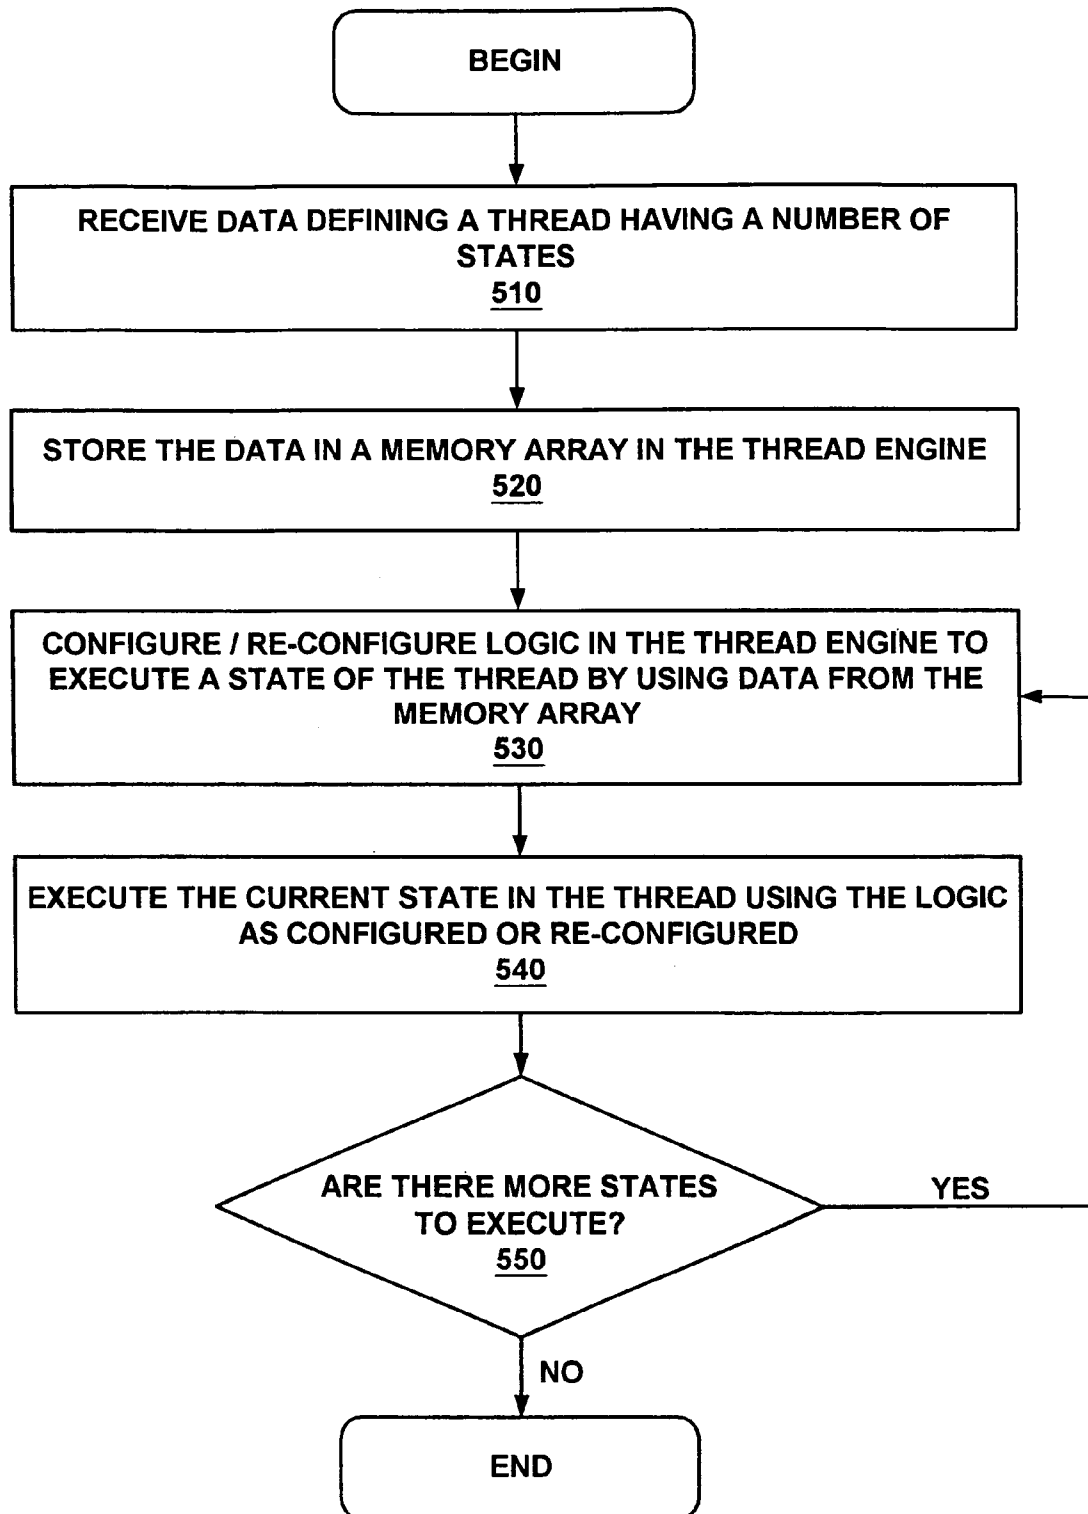 BEGIN
RECEIVE DATA DEFINING A THREAD HAVING A NUMBER OF
STATES
510
STORE THE DATA IN A MEMORY ARRAY IN THE THREAD ENGINE
520
CONFIGURE / RE-CONFIGURE LOGIC IN THE THREAD ENGINE TO
EXECUTE A STATE OF THE THREAD BY USING DATA FROM THE
MEMORY ARRAY
530
EXECUTE THE CURRENT STATE IN THE THREAD USING THE LOGIC
AS CONFIGURED OR RE-CONFIGURED
540
ARE THERE MORE STATES
TO EXECUTE?
550
YES
NO
END